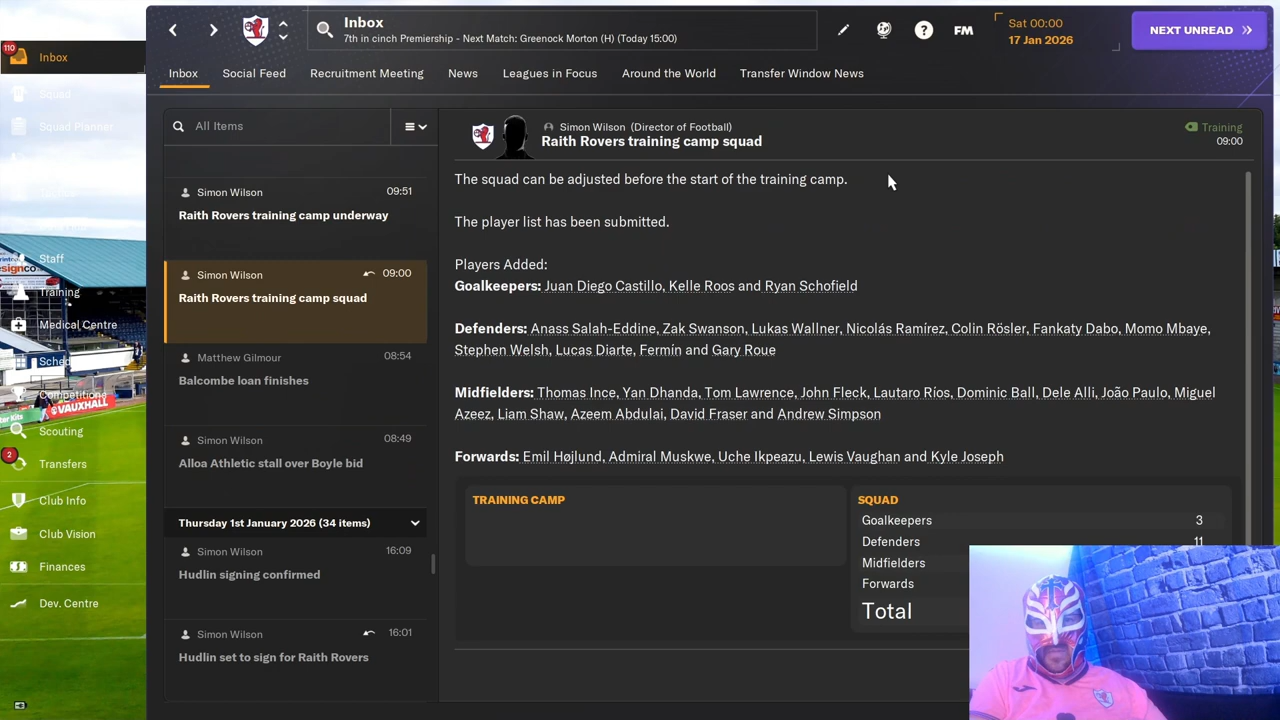 Inbox
7th in cinch Premiership - Next Match: Greenock Morton (H) (Today 15:00)
FM
Sat 00:00
17 Jan 2026
NEXT UNREAD
110
Inbox
Squad
Squad Planner
Staff
Training
Medical Centre
Sched
Competitions
Scouting
2
Transfers
Club Info
Club Vision
Finances
Dev. Centre
VAUXHALL
Inbox
Social Feed
Recruitment Meeting
News
Leagues in Focus
Around the World
Transfer Window News
All Items
Simon Wilson 09:51
Raith Rovers training camp underway
Simon Wilson 09:00
Raith Rovers training camp squad
Matthew Gilmour 08:54
Balcombe loan finishes
Simon Wilson 08:49
Alloa Athletic stall over Boyle bid
Thursday 1st January 2026 (34 items)
Simon Wilson 16:09
Hudlin signing confirmed
Simon Wilson 16:01
Hudlin set to sign for Raith Rovers
Simon Wilson (Director of Football)
Raith Rovers training camp squad
Training
09:00
The squad can be adjusted before the start of the training camp.
The player list has been submitted.
Players Added:
Goalkeepers: Juan Diego Castillo, Kelle Roos and Ryan Schofield
Defenders: Anass Salah-Eddine, Zak Swanson, Lukas Wallner, Nicolás Ramírez, Colin Rösler, Fankaty Dabo, Momo Mbaye,
Stephen Welsh, Lucas Diarte, Fermín and Gary Roue
Midfielders: Thomas Ince, Yan Dhanda, Tom Lawrence, John Fleck, Lautaro Ríos, Dominic Ball, Dele Alli, João Paulo, Miguel
Azeez, Liam Shaw, Azeem Abdulai, David Fraser and Andrew Simpson
Forwards: Emil Højlund, Admiral Muskwe, Uche Ikpeazu, Lewis Vaughan and Kyle Joseph
TRAINING CAMP
SQUAD
Goalkeepers 3
Defenders 11
Midfielders
Forwards
Total